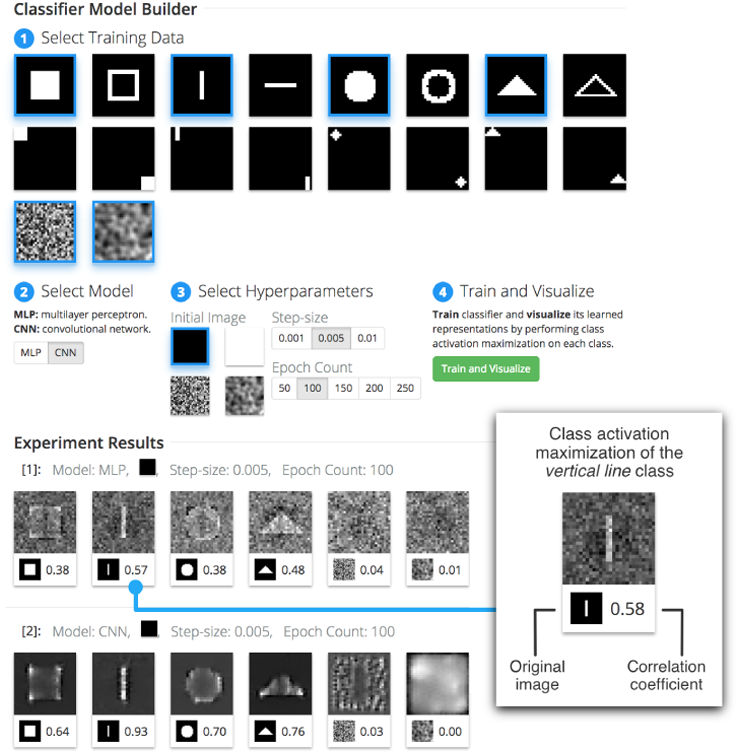 Classifier Model Builder
1 Select Training Data
2 Select Model
MLP: multilayer perceptron.
CNN: convolutional network.
MLP CNN
3 Select Hyperparameters
Initial Image
Step-size
0.001 0.005 0.01
Epoch Count
50 100 150 200 250
4 Train and Visualize
Train classifier and visualize its learned
representations by performing class
activation maximization on each class.
Train and Visualize
Experiment Results
[1]: Model: MLP, , Step-size: 0.005, Epoch Count: 100
0.38 0.57 0.38 0.48 0.04 0.01
[2]: Model: CNN, , Step-size: 0.005, Epoch Count: 100
0.64 0.93 0.70 0.76 0.03 0.00
Class activation
maximization of the
vertical line class
0.58
Original
image
Correlation
coefficient